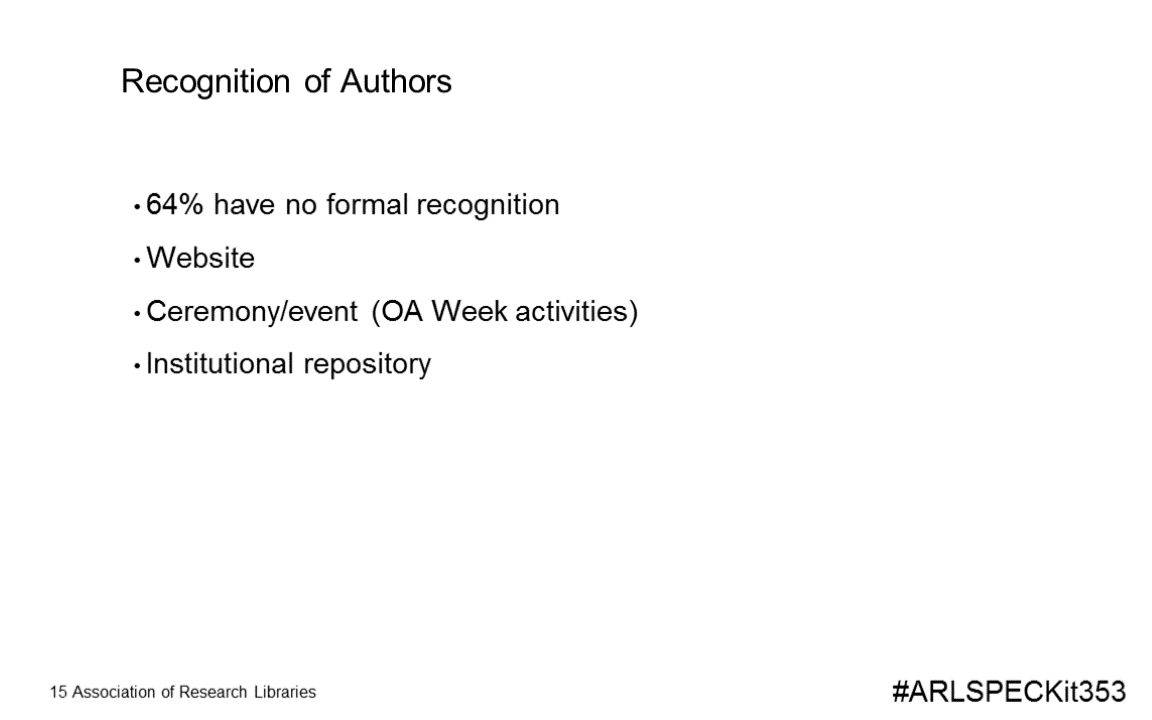 Recognition of Authors
• 64% have no formal recognition
• Website
• Ceremony/event (OA Week activities)
• Institutional repository
15 Association of Research Libraries
#ARLSPECKit353